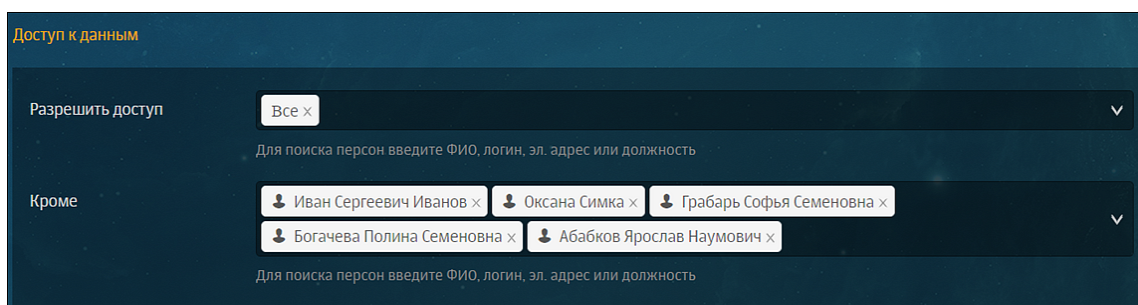 Доступ к данным
Разрешить доступ
Все ×
Для поиска персон введите ФИО, логин, эл. адрес или должность
Кроме
Иван Сергеевич Иванов × Оксана Симка × Грабарь Софья Семеновна ×
Богачева Полина Семеновна × Абабков Ярослав Наумович ×
Для поиска персон введите ФИО, логин, эл. адрес или должность